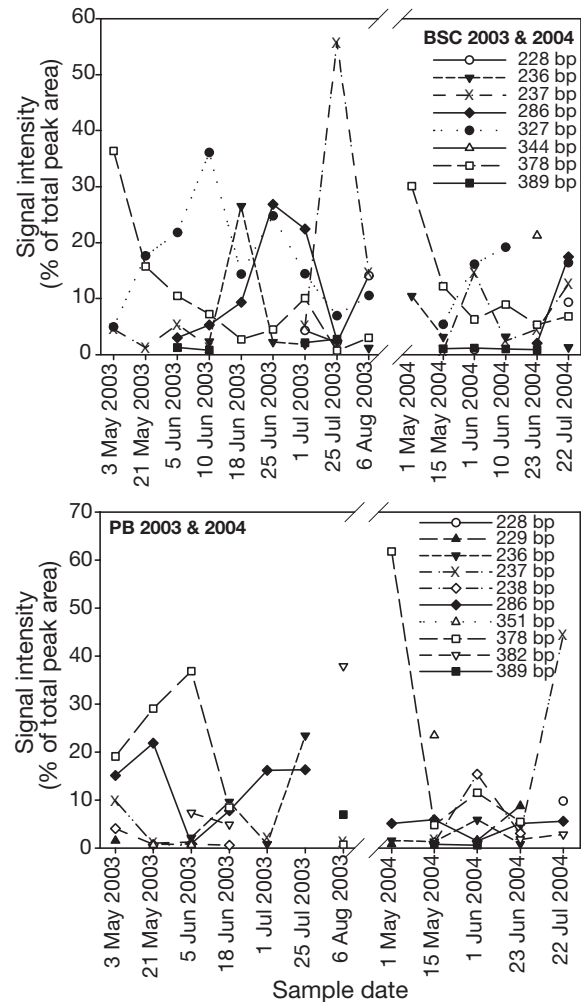 60
50
40
30
20
10
0
Signal intensity
(% of total peak area)
BSC 2003 & 2004
228 bp
236 bp
237 bp
286 bp
327 bp
344 bp
378 bp
389 bp
3 May 2003
21 May 2003
5 Jun 2003
10 Jun 2003
18 Jun 2003
25 Jun 2003
1 Jul 2003
25 Jul 2003
6 Aug 2003
1 May 2004
15 May 2004
1 Jun 2004
10 Jun 2004
23 Jun 2004
22 Jul 2004
70
60
50
40
30
20
10
0
Signal intensity
(% of total peak area)
PB 2003 & 2004
228 bp
229 bp
236 bp
237 bp
238 bp
286 bp
351 bp
378 bp
382 bp
389 bp
3 May 2003
21 May 2003
5 Jun 2003
18 Jun 2003
1 Jul 2003
25 Jul 2003
6 Aug 2003
1 May 2004
15 May 2004
1 Jun 2004
23 Jun 2004
22 Jul 2004
Sample date